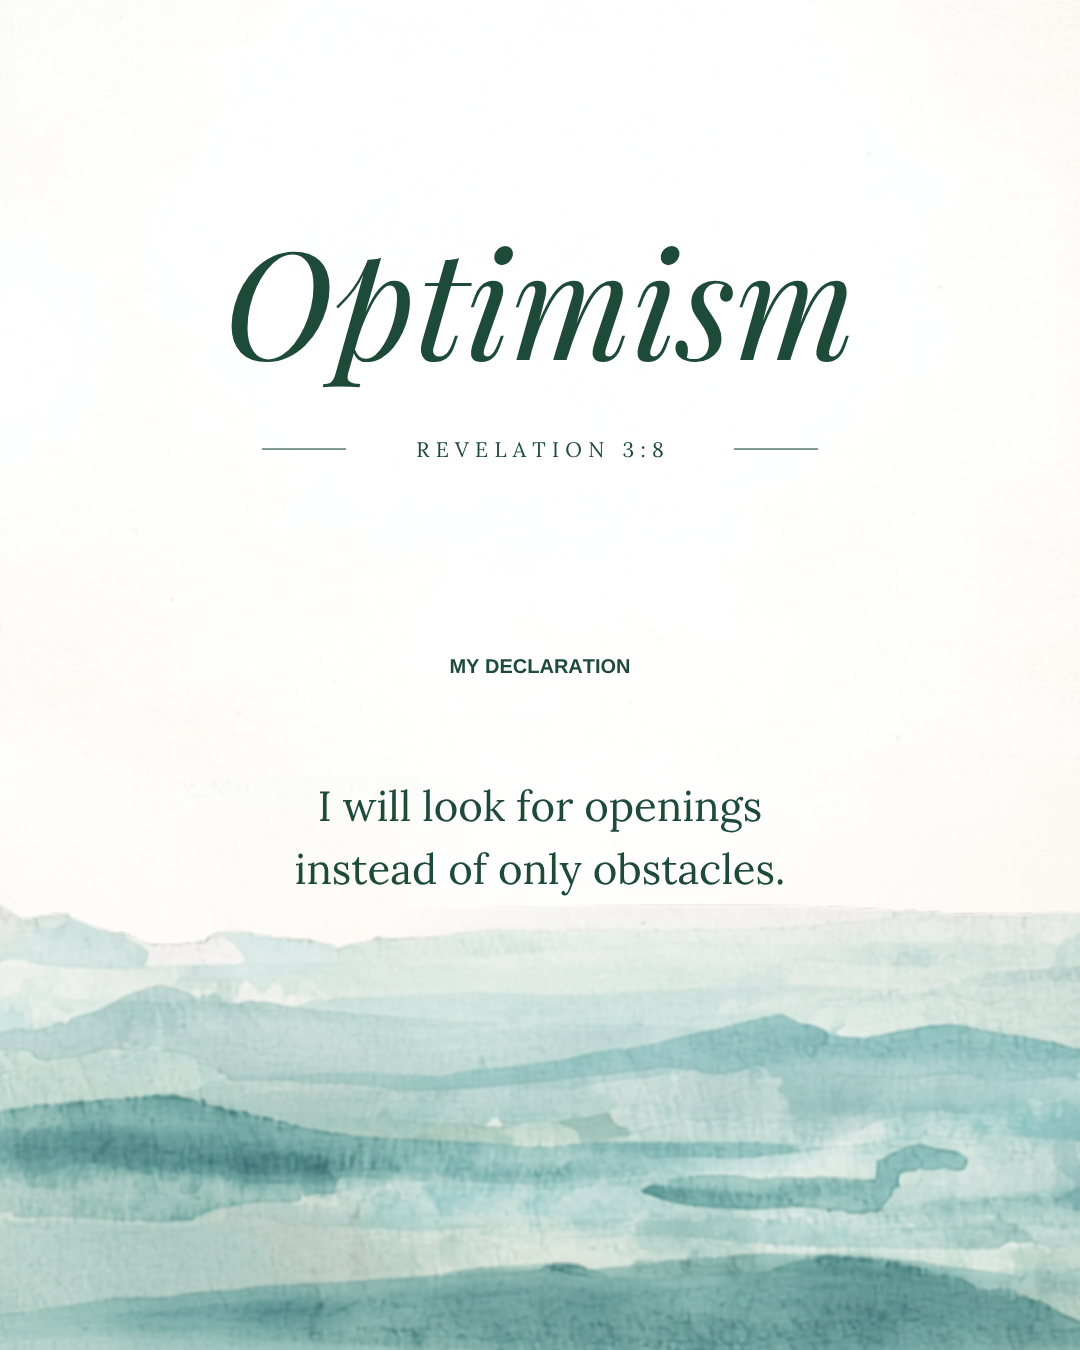 Optimism
REVELATION 3:8
MY DECLARATION
I will look for openings
instead of only obstacles.